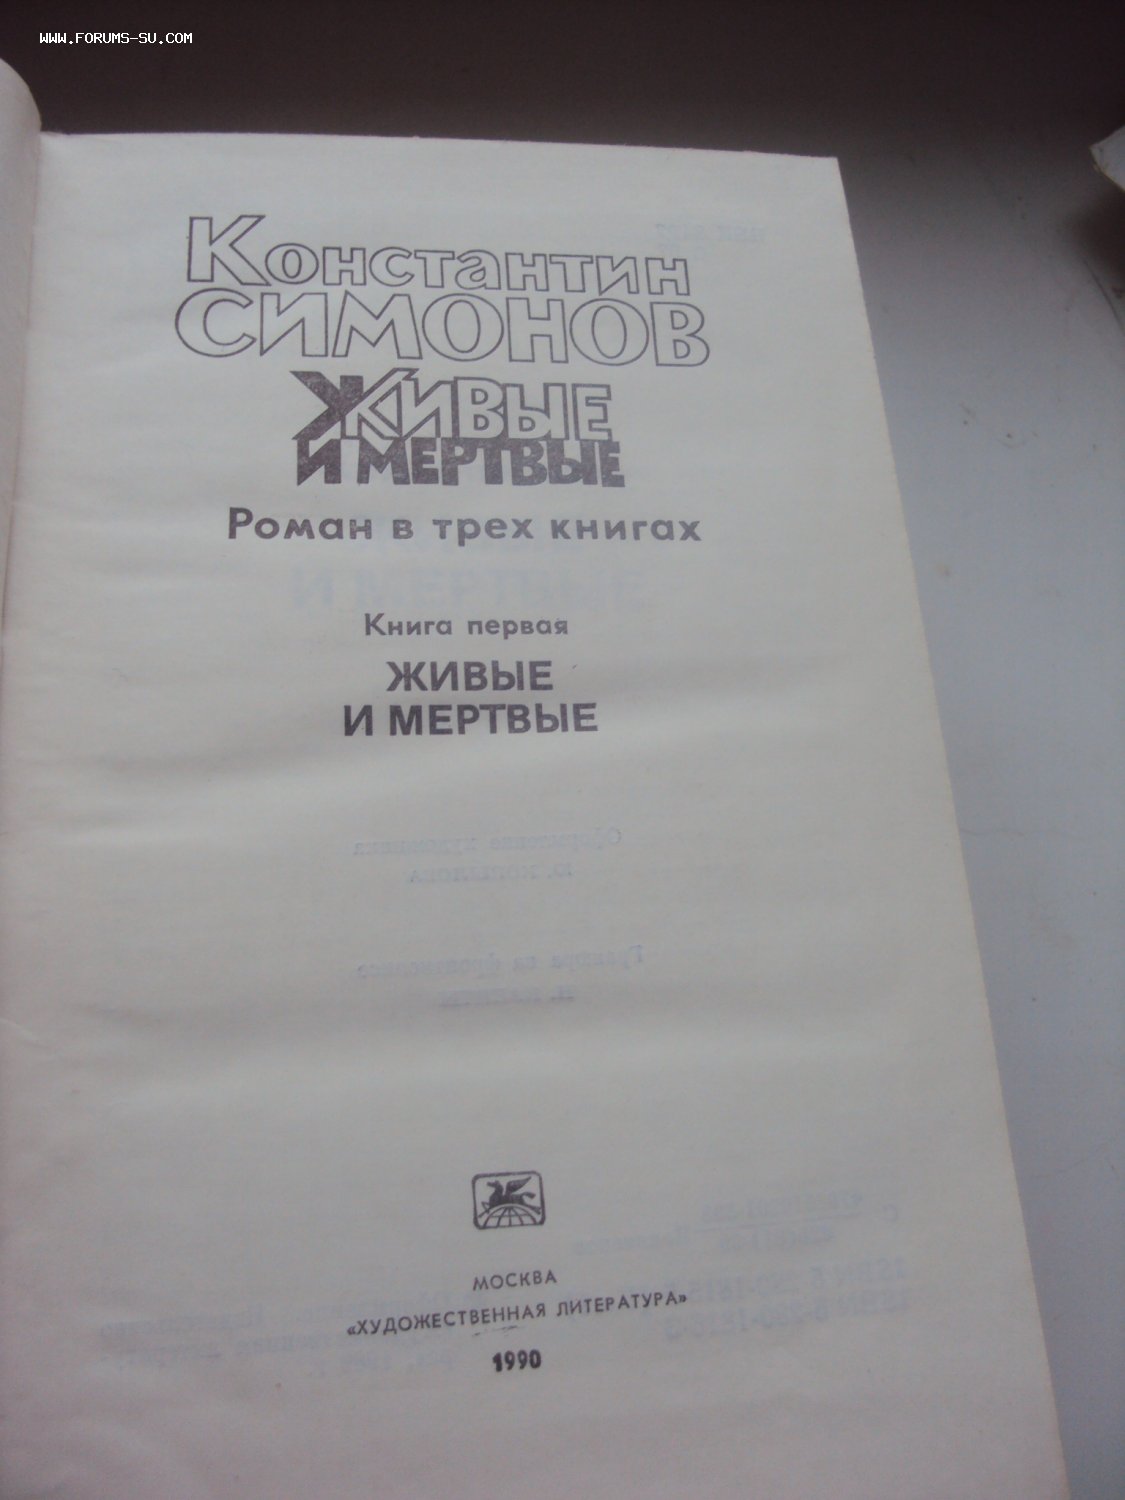 WWW.FORUMS-SU.COM
Константин
СИМОНОВ
ЖИВЫЕ
И МЕРТВЫЕ
Роман в трех книгах
Книга первая
ЖИВЫЕ
И МЕРТВЫЕ
МОСКВА
«ХУДОЖЕСТВЕННАЯ ЛИТЕРАТУРА»
1990